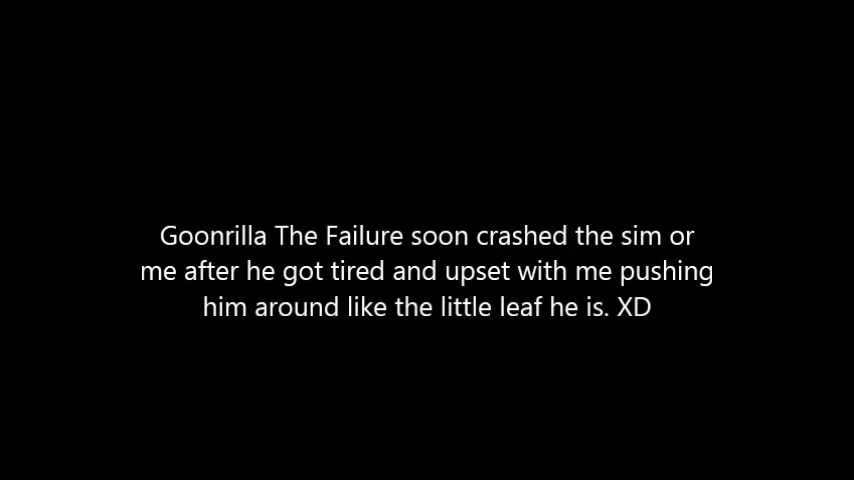 Goonrilla The Failure soon crashed the sim or
me after he got tired and upset with me pushing
him around like the little leaf he is. XD